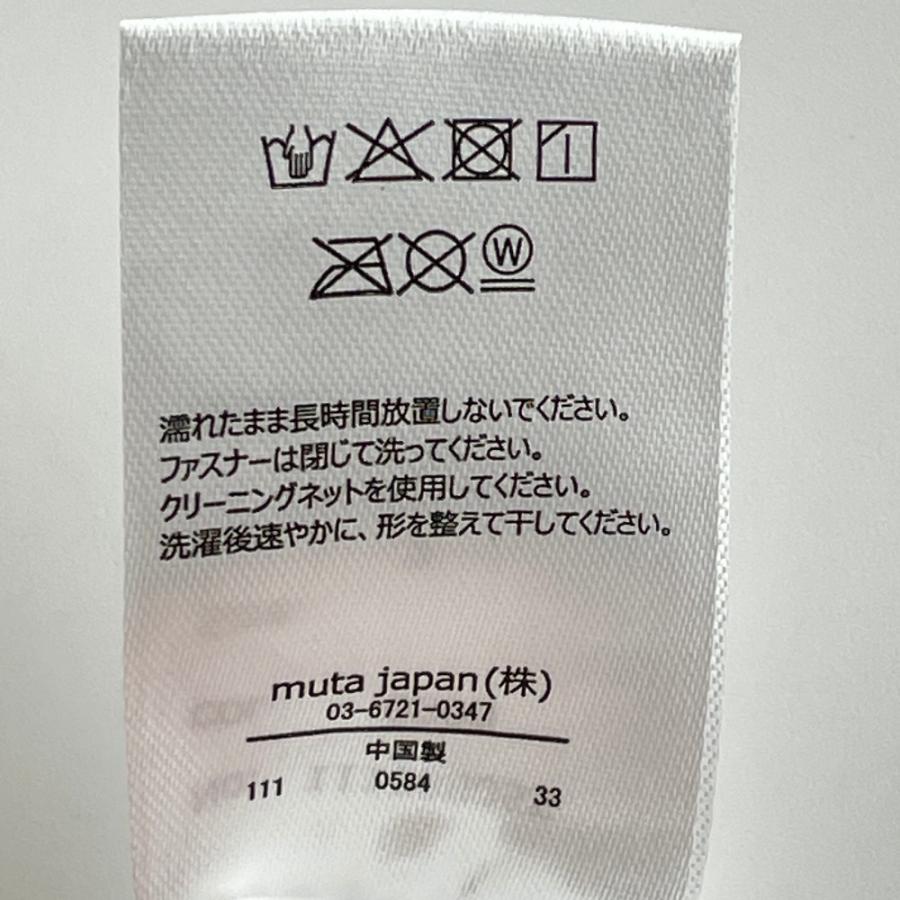 W
濡れたまま長時間放置しないでください。
ファスナーは閉じて洗ってください。
クリーニングネットを使用してください。
洗濯後速やかに、形を整えて干してください。
muta japan(株)
03-6721-0347
中国製
111 0584 33